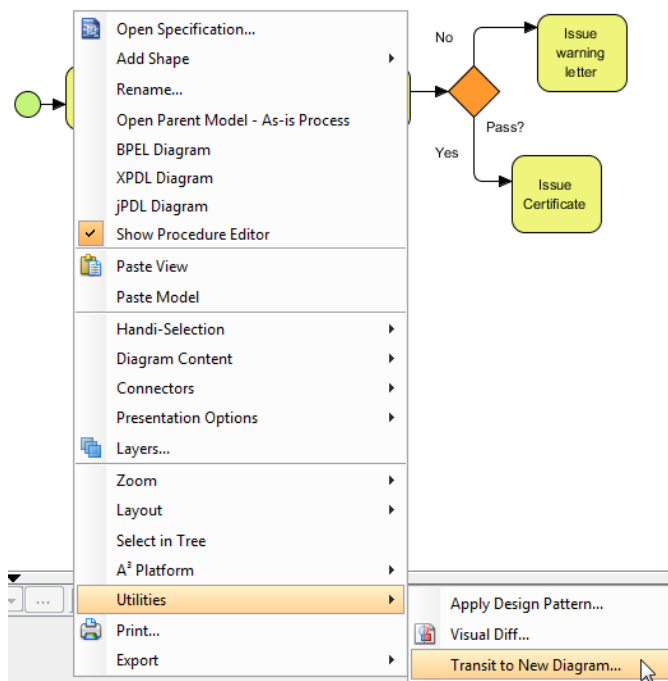 Open Specification...
Add Shape
Rename...
Open Parent Model - As-is Process
BPEL Diagram
XPDL Diagram
jPDL Diagram
Show Procedure Editor
Paste View
Paste Model
Handi-Selection
Diagram Content
Connectors
Presentation Options
Layers...
Zoom
Layout
Select in Tree
A³ Platform
Utilities
Print...
Export
No
Issue
warning
letter
Pass?
Yes
Issue
Certificate
...
Apply Design Pattern...
Visual Diff...
Transit to New Diagram...